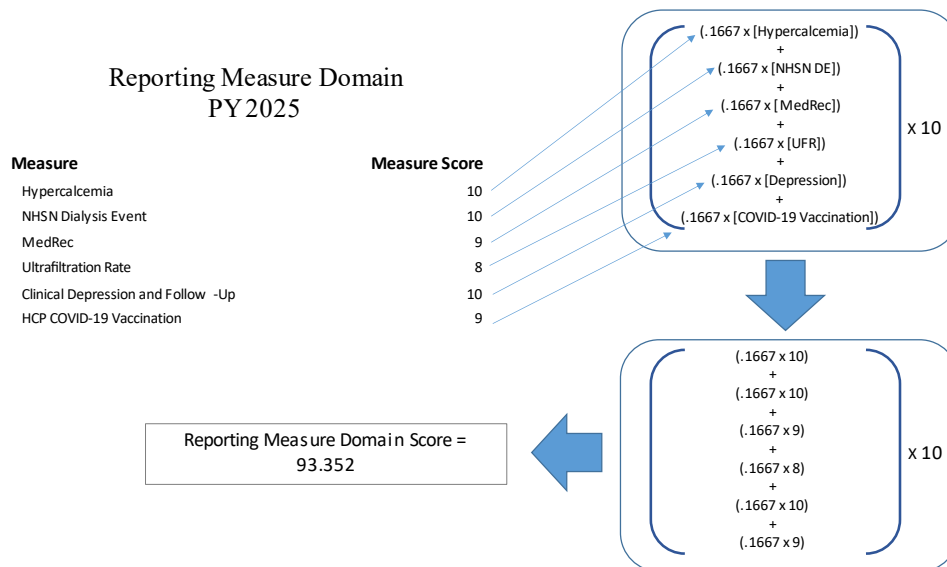 Reporting Measure Domain
PY2025
Measure Measure Score
Hypercalcemia 10
NHSN Dialysis Event 10
MedRec 9
Ultrafiltration Rate 8
Clinical Depression and Follow -Up 10
HCP COVID-19 Vaccination 9
(.1667 x [Hypercalcemia])
+
(.1667 x [NHSN DE])
+
(.1667 x [MedRec])
+
(.1667 x [UFR])
+
(.1667 x [Depression])
+
(.1667 x [COVID-19 Vaccination])
x 10
(.1667 x 10)
+
(.1667 x 10)
+
(.1667 x 9)
+
(.1667 x 8)
+
(.1667 x 10)
+
(.1667 x 9)
x 10
Reporting Measure Domain Score =
93.352